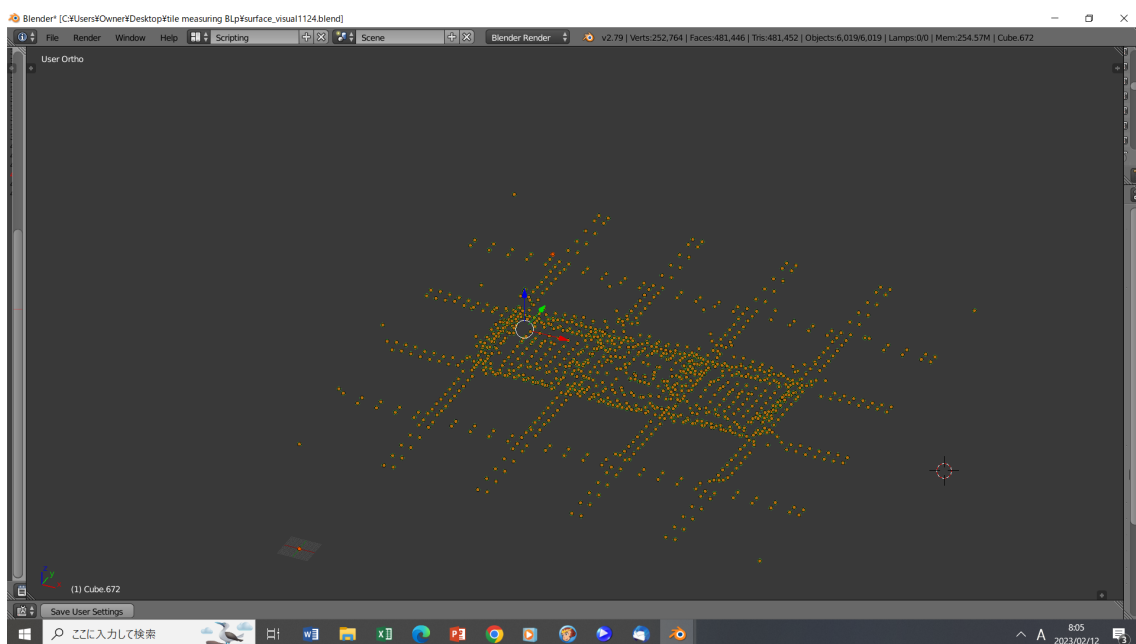 Blender* [C:¥Users¥Owner¥Desktop¥tile measuring BLp¥surface_visual1124.blend]
File Render Window Help Scripting Scene Blender Render v2.79 | Verts:252,764 | Faces:481,446 | Tris:481,452 | Objects:6,019/6,019 | Lamps:0/0 | Mem:254.57M | Cube.672
User Ortho
z
y
(1) Cube.672
Save User Settings
ここに入力して検索
A
8:05
2023/02/12
3